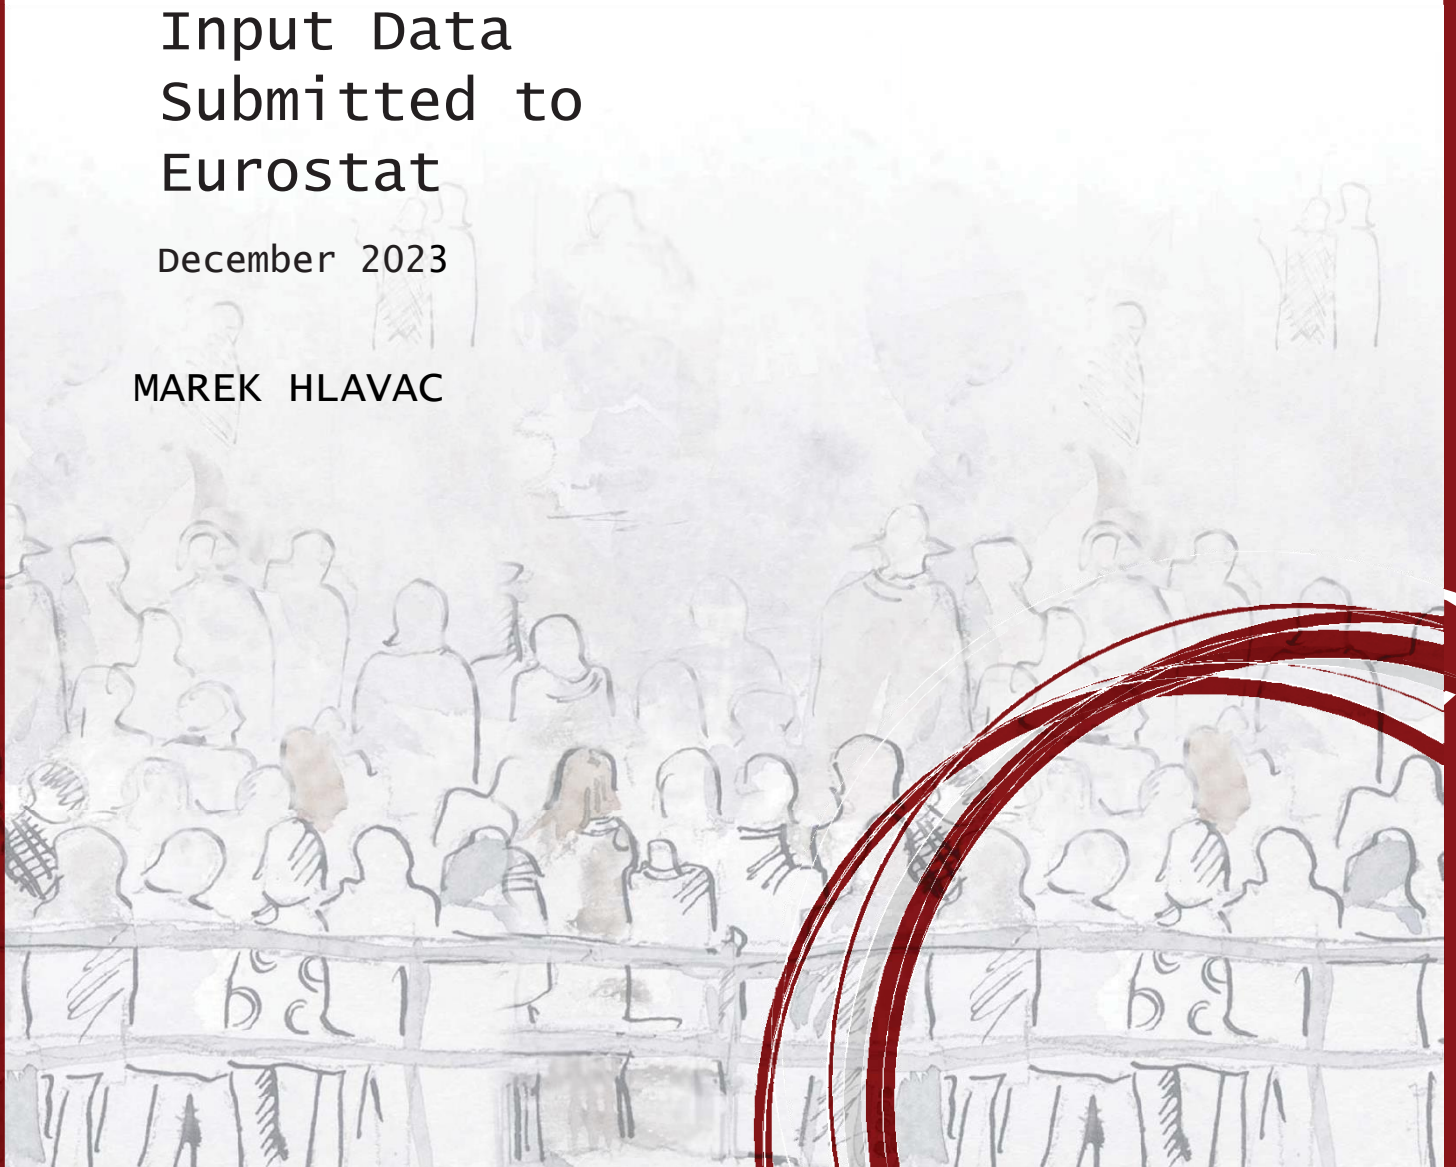 Input Data
Submitted to
Eurostat
December 2023
MAREK HLAVAC